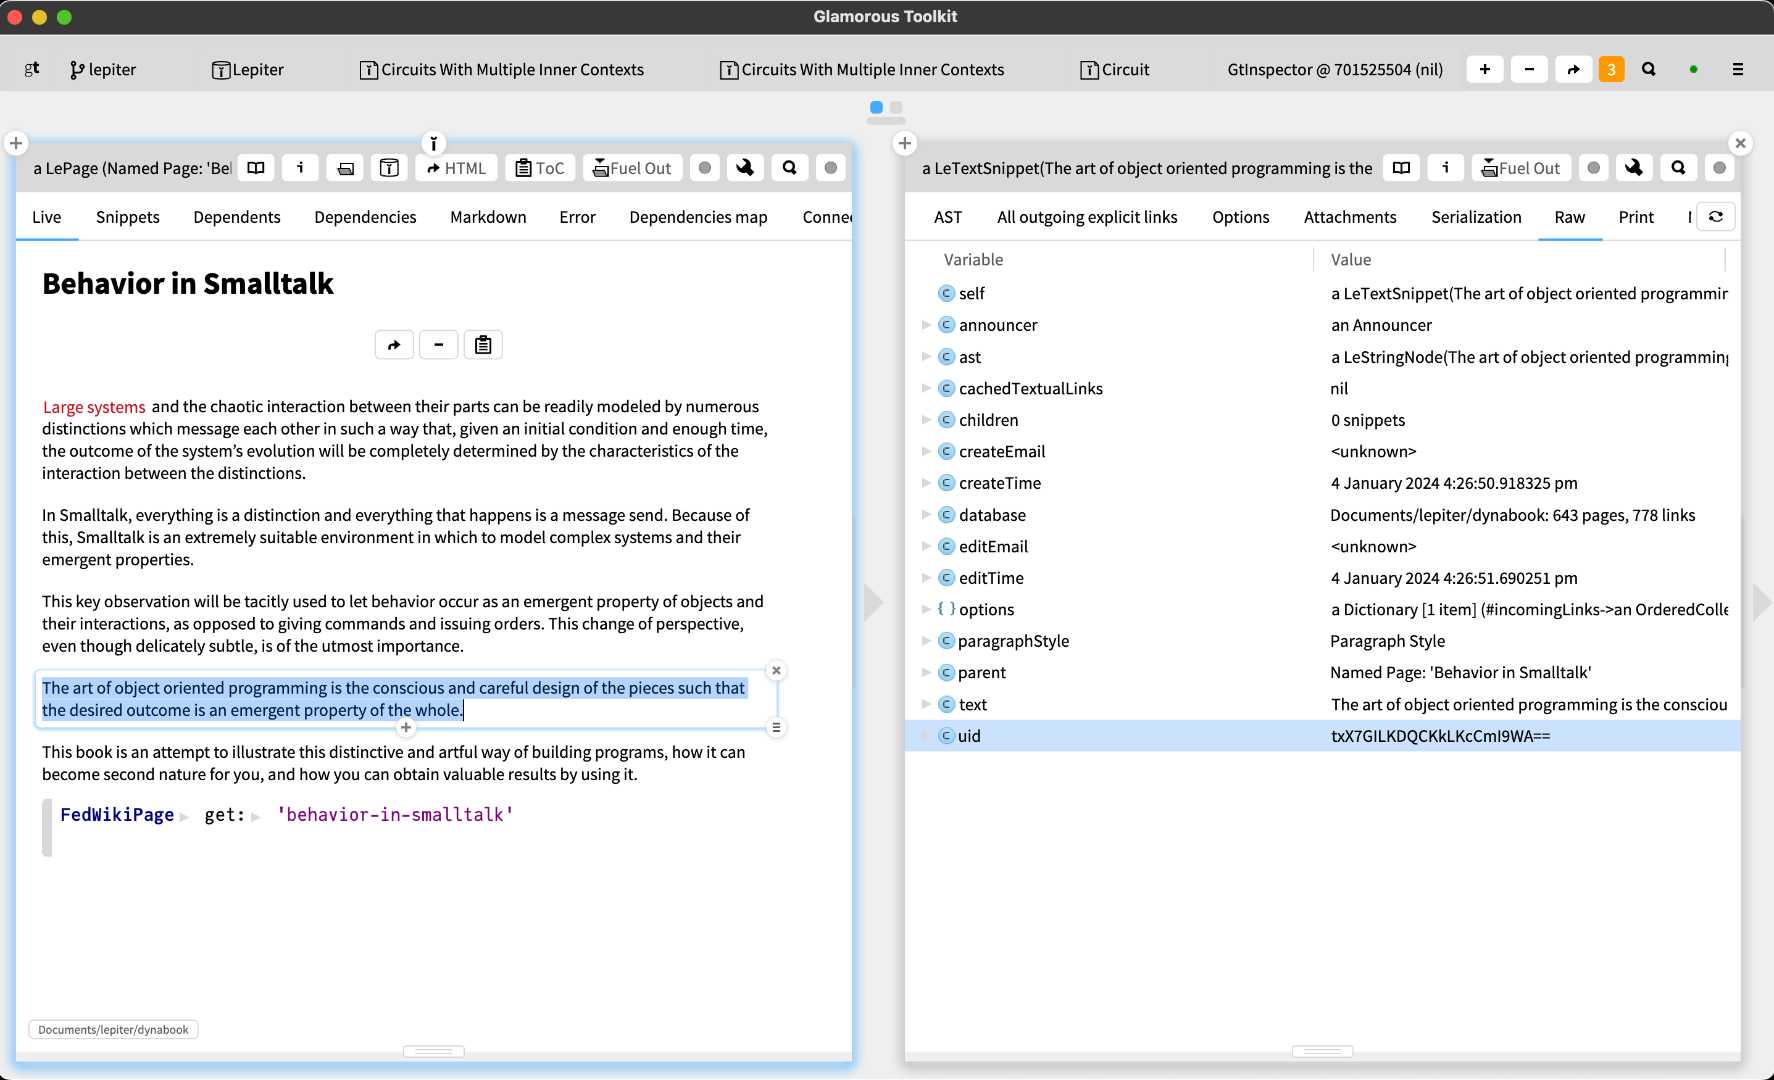 Glamorous Toolkit
gt
lepiter
Lepiter
Circuits With Multiple Inner Contexts
Circuits With Multiple Inner Contexts
Circuit
GtInspector @ 701525504 (nil)
3
a LePage (Named Page: 'Bel
HTML
ToC
Fuel Out
Live Snippets Dependents Dependencies Markdown Error Dependencies map Conne
Behavior in Smalltalk
Large systems and the chaotic interaction between their parts can be readily modeled by numerous
distinctions which message each other in such a way that, given an initial condition and enough time,
the outcome of the system’s evolution will be completely determined by the characteristics of the
interaction between the distinctions.
In Smalltalk, everything is a distinction and everything that happens is a message send. Because of
this, Smalltalk is an extremely suitable environment in which to model complex systems and their
emergent properties.
This key observation will be tacitly used to let behavior occur as an emergent property of objects and
their interactions, as opposed to giving commands and issuing orders. This change of perspective,
even though delicately subtle, is of the utmost importance.
The art of object oriented programming is the conscious and careful design of the pieces such that
the desired outcome is an emergent property of the whole.
This book is an attempt to illustrate this distinctive and artful way of building programs, how it can
become second nature for you, and how you can obtain valuable results by using it.
FedWikiPage get: 'behavior-in-smalltalk'
Documents/lepiter/dynabook
a LeTextSnippet(The art of object oriented programming is the
Fuel Out
AST All outgoing explicit links Options Attachments Serialization Raw Print
Variable Value
self a LeTextSnippet(The art of object oriented programmin
announcer an Announcer
ast a LeStringNode(The art of object oriented programming
cachedTextualLinks nil
children 0 snippets
createEmail <unknown>
createTime 4 January 2024 4:26:50.918325 pm
database Documents/lepiter/dynabook: 643 pages, 778 links
editEmail <unknown>
editTime 4 January 2024 4:26:51.690251 pm
{ } options a Dictionary [1 item] (#incomingLinks->an OrderedColle
paragraphStyle Paragraph Style
parent Named Page: 'Behavior in Smalltalk'
text The art of object oriented programming is the consciou
uid txX7GILKDQCKkLKcCmI9WA==